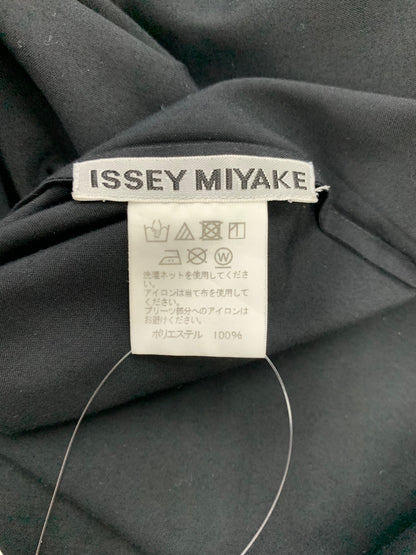 ISSEY MIYAKE
洗濯ネットを使用してくださ
い。
アイロンは当て布を使用して
ください。
プリーツ部分へのアイロンは
お避けください。
ポリエステル 100%